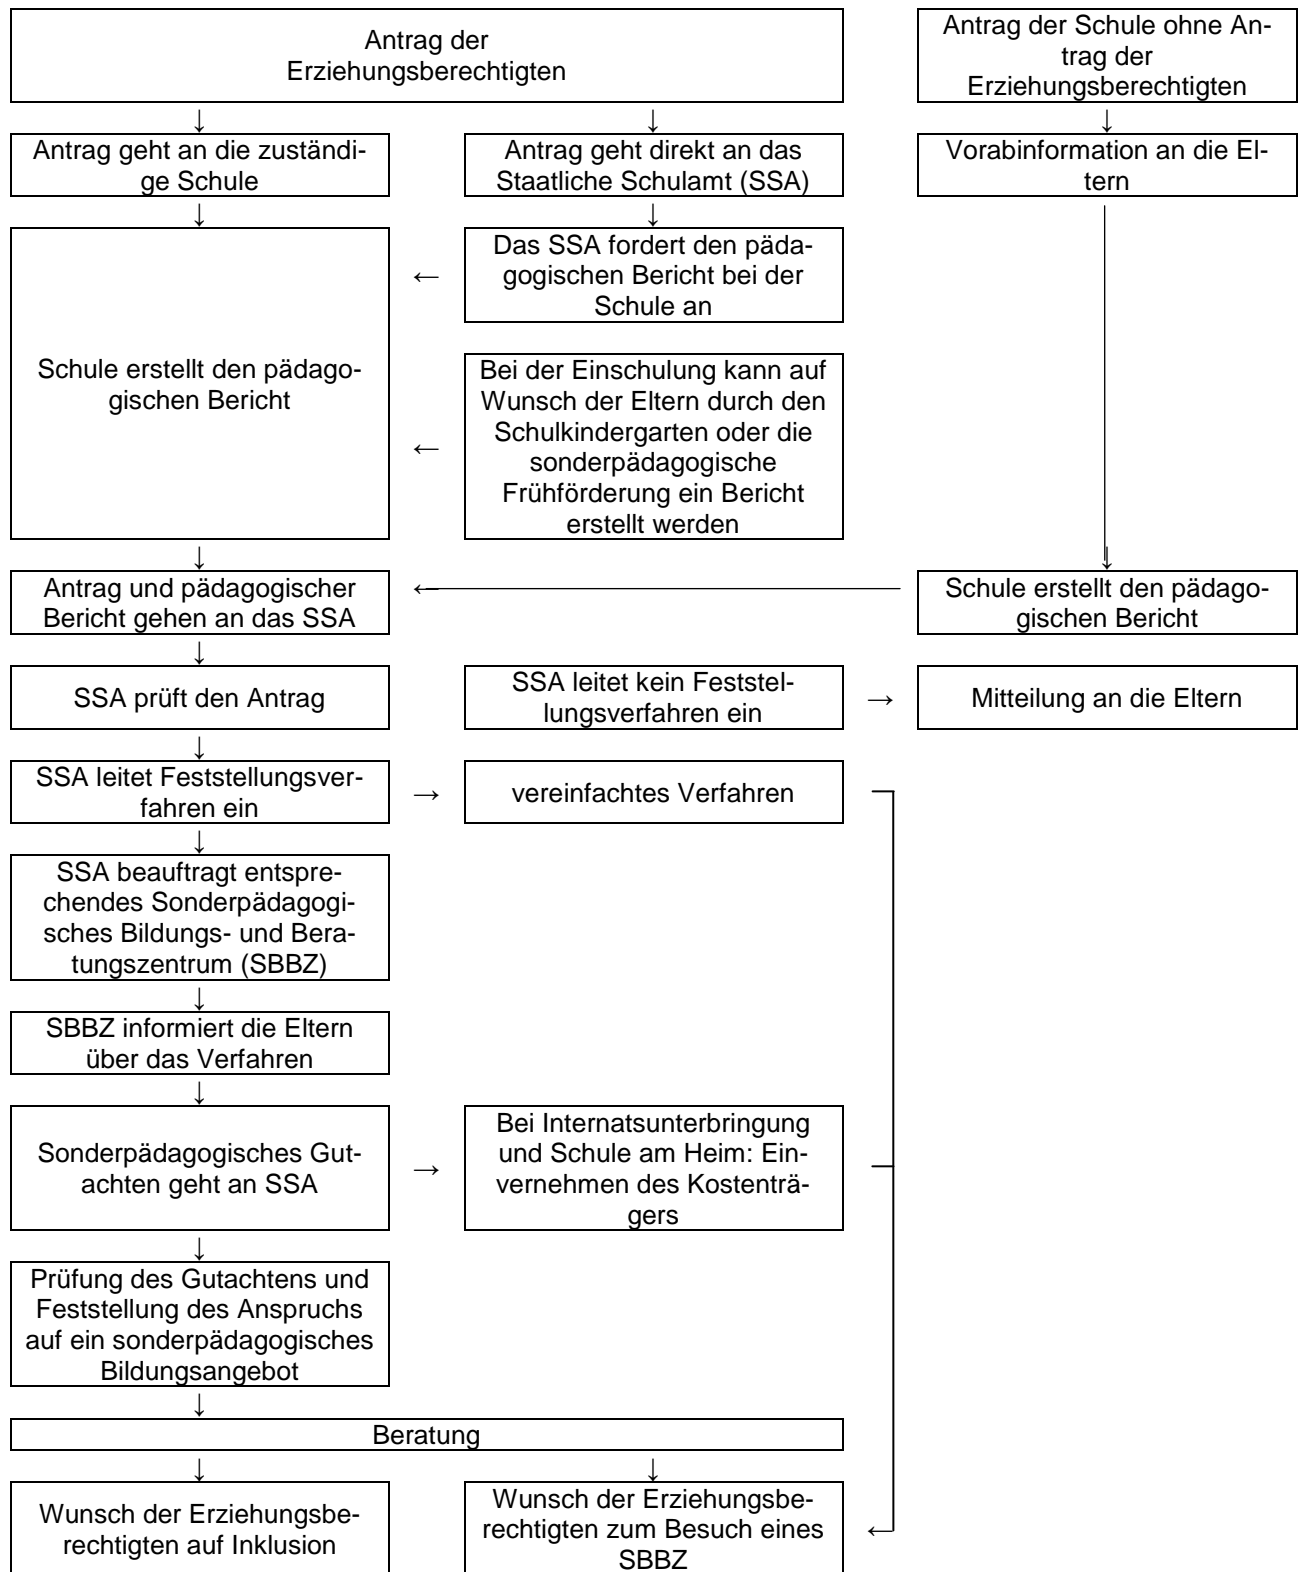 Antrag der
Erziehungsberechtigten
Antrag der Schule ohne An-
trag der
Erziehungsberechtigten
↓
↓
↓
Antrag geht an die zuständi-
ge Schule
Antrag geht direkt an das
Staatliche Schulamt (SSA)
Vorabinformation an die El-
tern
↓
↓
Schule erstellt den pädago-
gischen Bericht
←
Das SSA fordert den päda-
gogischen Bericht bei der
Schule an
←
Bei der Einschulung kann auf
Wunsch der Eltern durch den
Schulkindergarten oder die
sonderpädagogische
Frühförderung ein Bericht
erstellt werden
↓
↓
Antrag und pädagogischer
Bericht gehen an das SSA
←
Schule erstellt den pädago-
gischen Bericht
↓
SSA prüft den Antrag
SSA leitet kein Feststel-
lungsverfahren ein
→
Mitteilung an die Eltern
↓
SSA leitet Feststellungsver-
fahren ein
→
vereinfachtes Verfahren
↓
SSA beauftragt entspre-
chendes Sonderpädagogi-
sches Bildungs- und Bera-
tungszentrum (SBBZ)
↓
SBBZ informiert die Eltern
über das Verfahren
↓
Sonderpädagogisches Gut-
achten geht an SSA
→
Bei Internatsunterbringung
und Schule am Heim: Ein-
vernehmen des Kostenträ-
gers
↓
Prüfung des Gutachtens und
Feststellung des Anspruchs
auf ein sonderpädagogisches
Bildungsangebot
↓
Beratung
↓
↓
Wunsch der Erziehungsbe-
rechtigten auf Inklusion
Wunsch der Erziehungsbe-
rechtigten zum Besuch eines
SBBZ
←